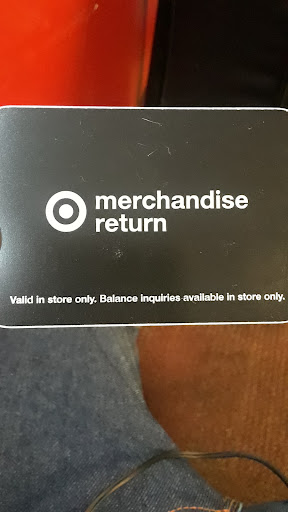 merchandise
return
Valid in store only. Balance inquiries available in store only.